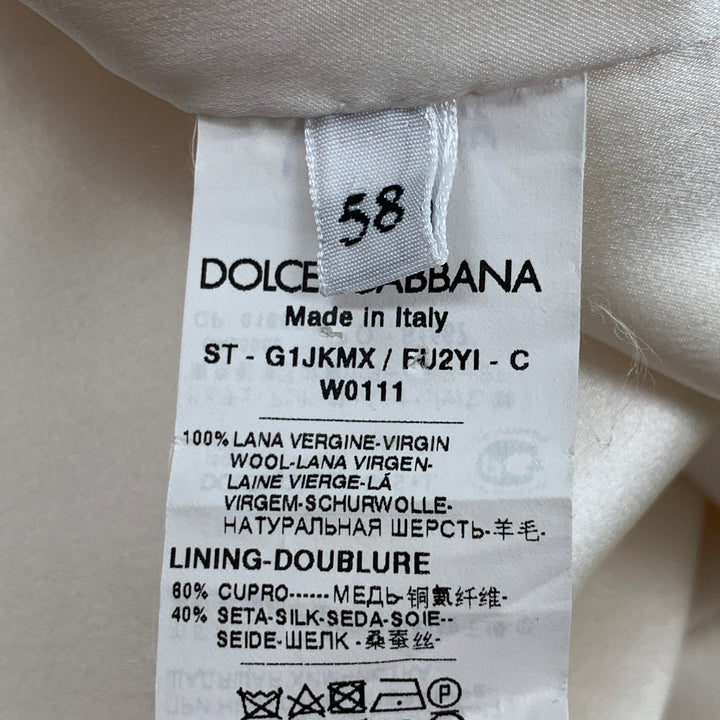 58
DOLCE GABBANA
Made in Italy
ST - G1JKMX / FU2YI - C
W0111
100% LANA VERGINE-VIRGIN
WOOL-LANA VIRGEN-
LAINE VIERGE-LÃ
VIRGEM-SCHURWOLLE-
НАТУРАЛЬНАЯ ШЕРСТЬ-羊毛-
LINING-DOUBLURE
60% CUPRO------МЕДЬ-铜氨纤维-
40% SETA-SILK-SEDA-SOIE--
SEIDE-ШЕЛК -桑蚕丝-
P